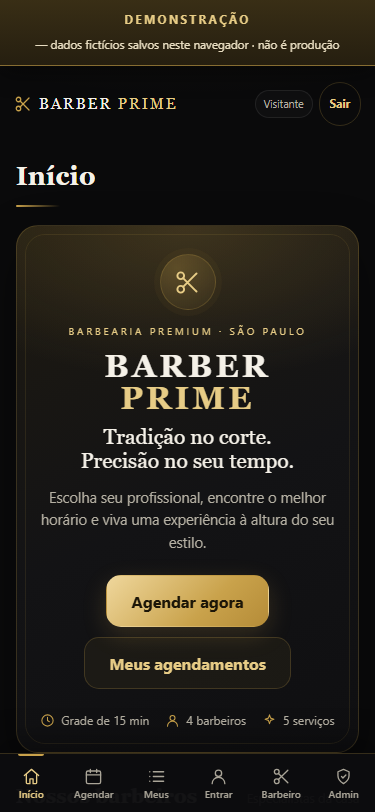 DEMONSTRAÇÃO
— dados fictícios salvos neste navegador · não é produção
BARBER PRIME
Visitante
Sair
Início
BARBEARIA PREMIUM · SÃO PAULO
BARBER
PRIME
Tradição no corte.
Precisão no seu tempo.
Escolha seu profissional, encontre o melhor
horário e viva uma experiência à altura do seu
estilo.
Agendar agora
Meus agendamentos
Grade de 15 min
4 barbeiros
5 serviços
Início
Agendar
Meus
Entrar
Barbeiro
Admin